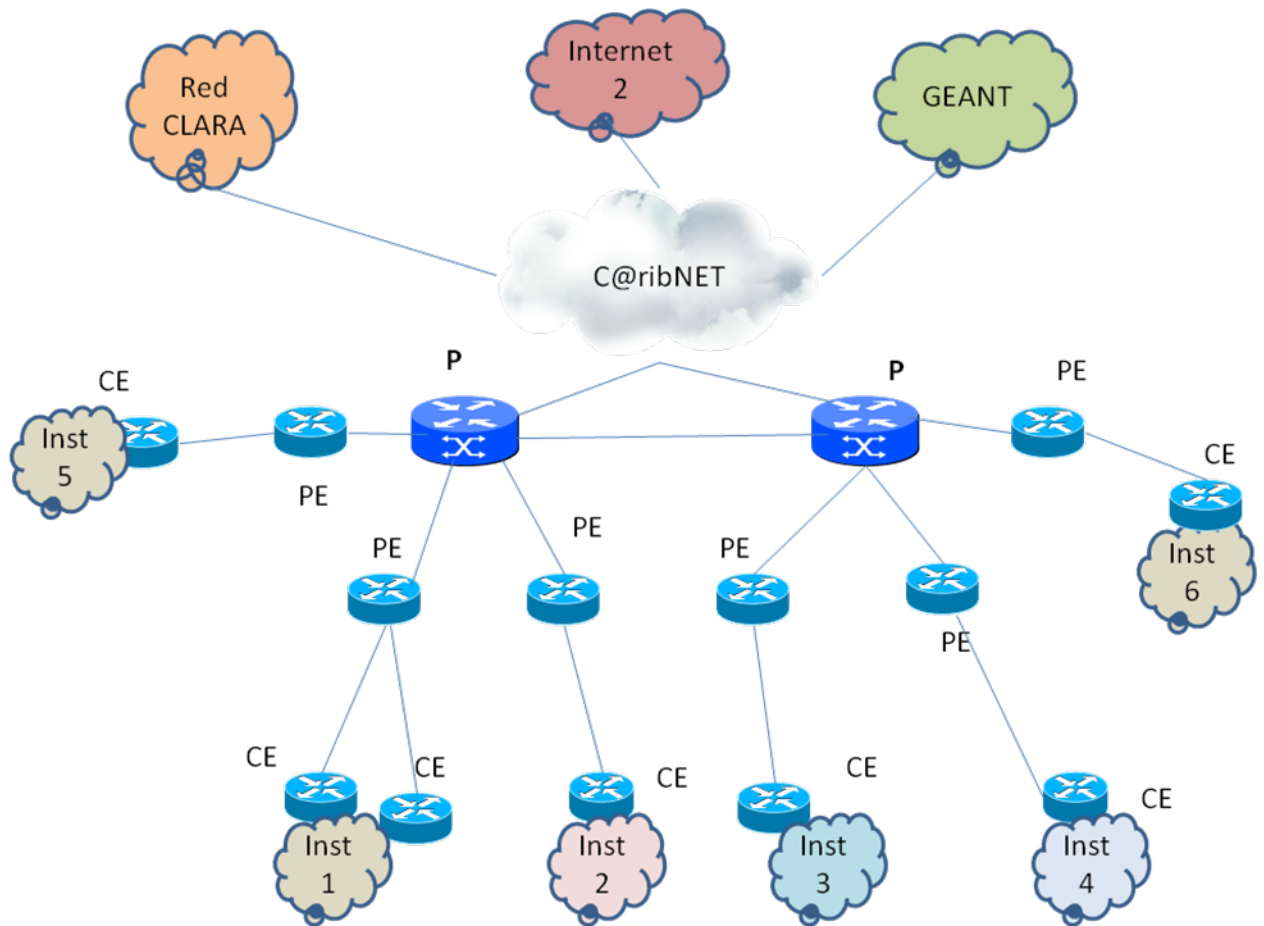 Red
CLARA
Internet
2
GEANT
C@ribNET
P
P
CE
PE
Inst
5
PE
CE
PE
PE
PE
Inst
6
PE
CE
CE
CE
CE
CE
Inst
1
Inst
2
Inst
3
Inst
4